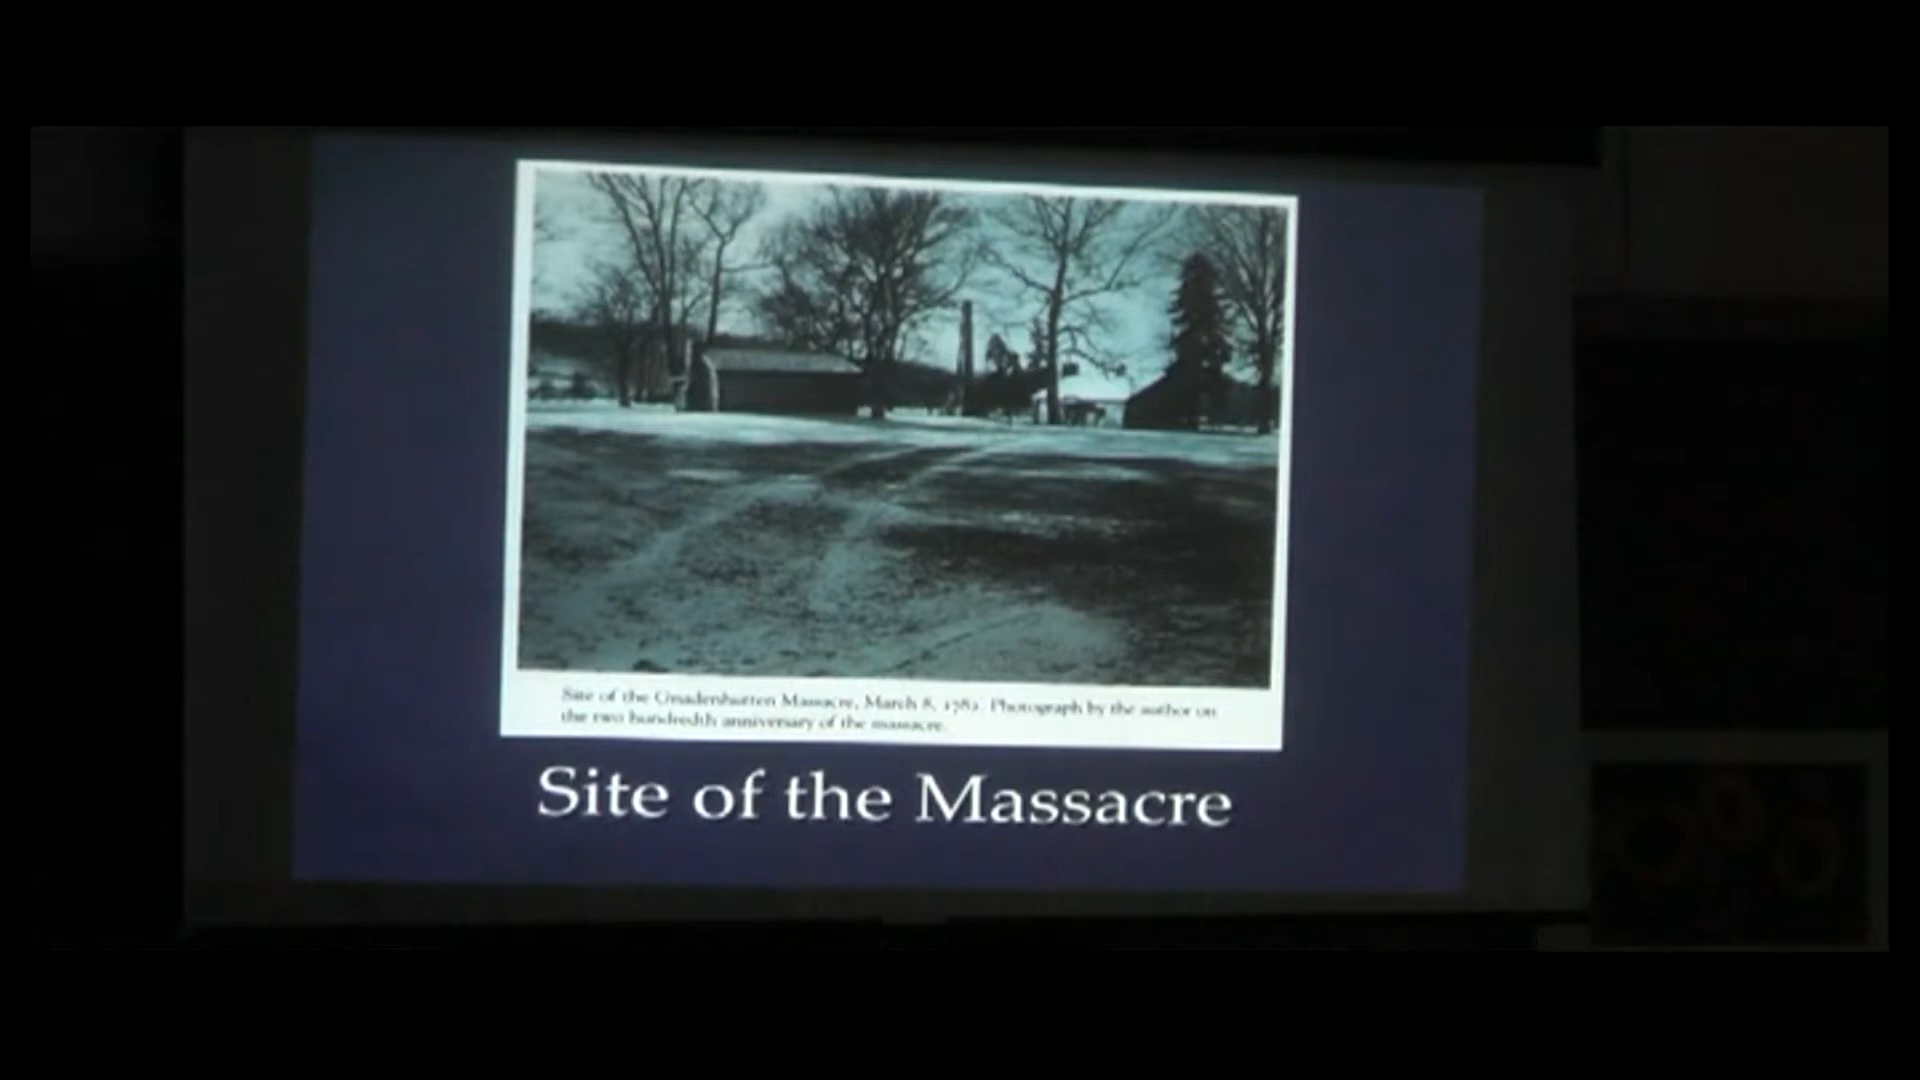 Site of the Gnadenhutten Massacre, March 8, 1782. Photograph by the author on
the two hundredth anniversary of the massacre.
Site of the Massacre